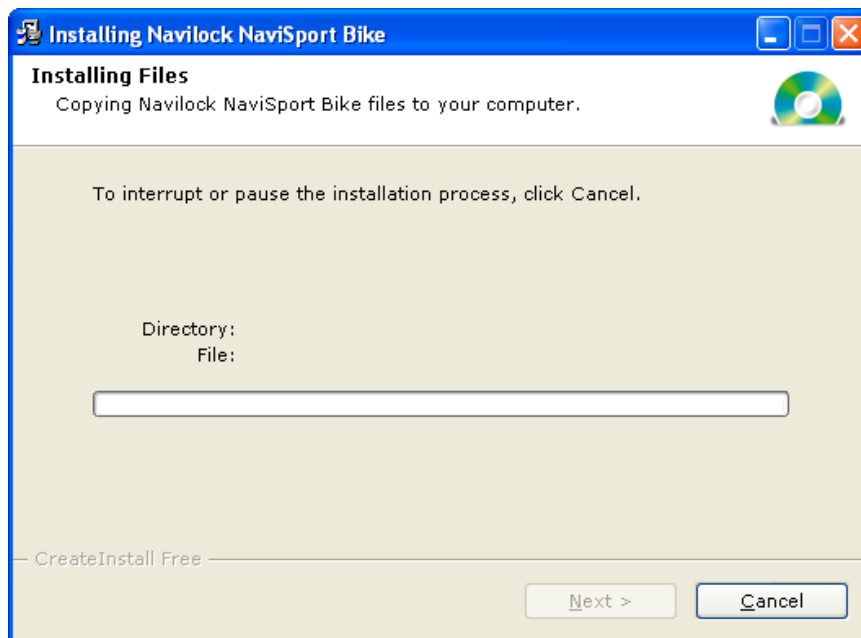 Installing Navilock NaviSport Bike
Installing Files
Copying Navilock NaviSport Bike files to your computer.
To interrupt or pause the installation process, click Cancel.
Directory:
File:
CreateInstall Free
Next >
Cancel